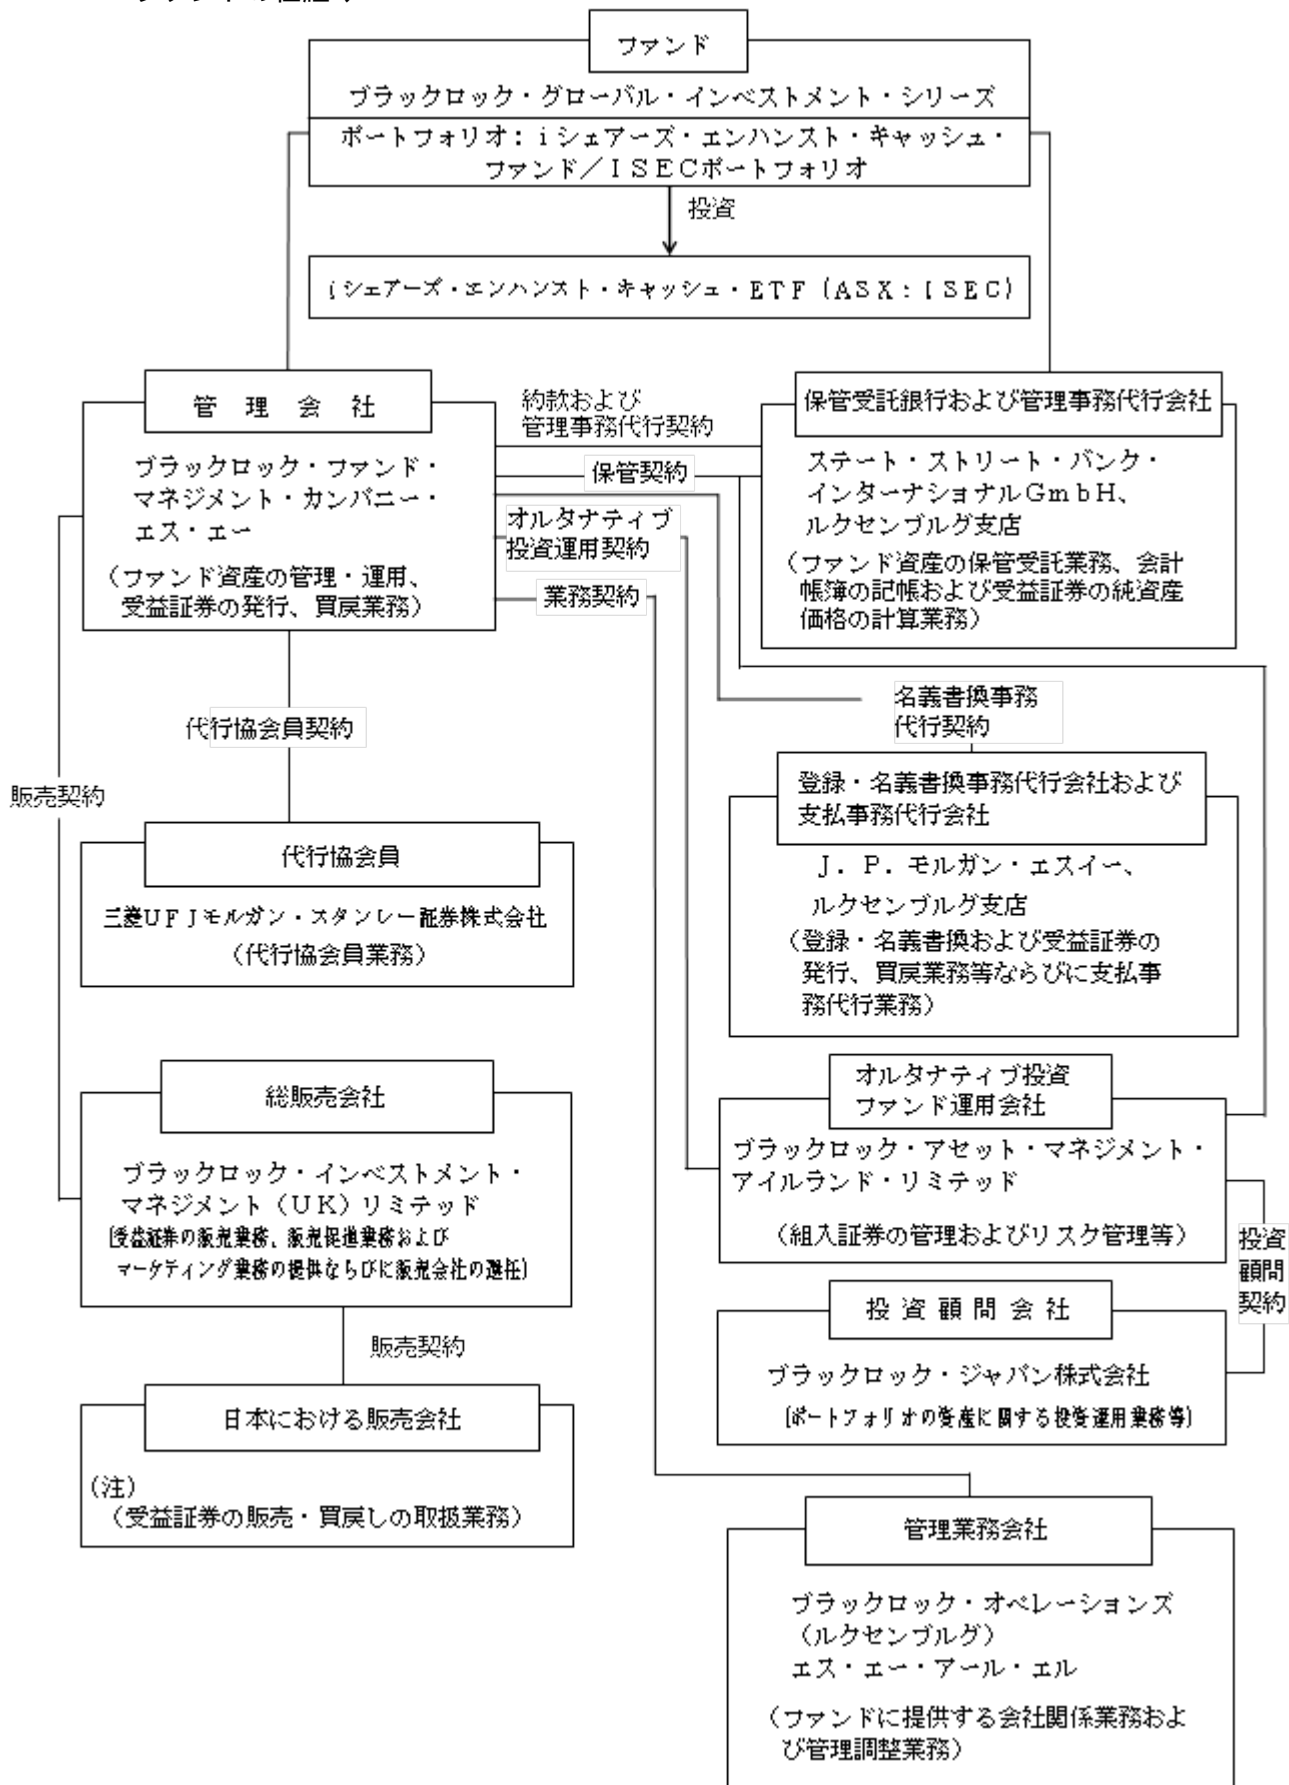 ファンド
ブラックロック・グローバル・インベストメント・シリーズ
ポートフォリオ：ｉシェアーズ・エンハンスト・キャッシュ・
ファンド／ＩＳＥＣポートフォリオ
投資
ｉシェアーズ・エンハンスト・キャッシュ・ＥＴＦ（ＡＳＸ：ＩＳＥＣ）
管 理 会 社
ブラックロック・ファンド・
マネジメント・カンパニー・
エス・エー
（ファンド資産の管理・運用、
受益証券の発行、買戻業務）
約款および
管理事務代行契約
保管契約
オルタナティブ
投資運用契約
業務契約
保管受託銀行および管理事務代行会社
ステート・ストリート・バンク・
インターナショナルＧｍｂＨ、
ルクセンブルグ支店
（ファンド資産の保管受託業務、会計
帳簿の記帳および受益証券の純資産
価格の計算業務）
代行協会員契約
販売契約
名義書換事務
代行契約
登録・名義書換事務代行会社および
支払事務代行会社
Ｊ．Ｐ．モルガン・エスイー、
ルクセンブルグ支店
（登録・名義書換および受益証券の
発行、買戻業務等ならびに支払事
務代行業務）
代行協会員
三菱ＵＦＪモルガン・スタンレー証券株式会社
（代行協会員業務）
総販売会社
ブラックロック・インベストメント・
マネジメント（ＵＫ）リミテッド
（受益証券の販売業務、販売促進業務および
マーケティング業務の提供ならびに販売会社の選任）
販売契約
日本における販売会社
（注）
（受益証券の販売・買戻しの取扱業務）
オルタナティブ投資
ファンド運用会社
ブラックロック・アセット・マネジメント・
アイルランド・リミテッド
（組入証券の管理およびリスク管理等）
投資
顧問
契約
投 資 顧 問 会 社
ブラックロック・ジャパン株式会社
（ポートフォリオの資産に関する投資運用業務等）
管理業務会社
ブラックロック・オペレーションズ
（ルクセンブルグ）
エス・エー・アール・エル
（ファンドに提供する会社関係業務およ
び管理調整業務）